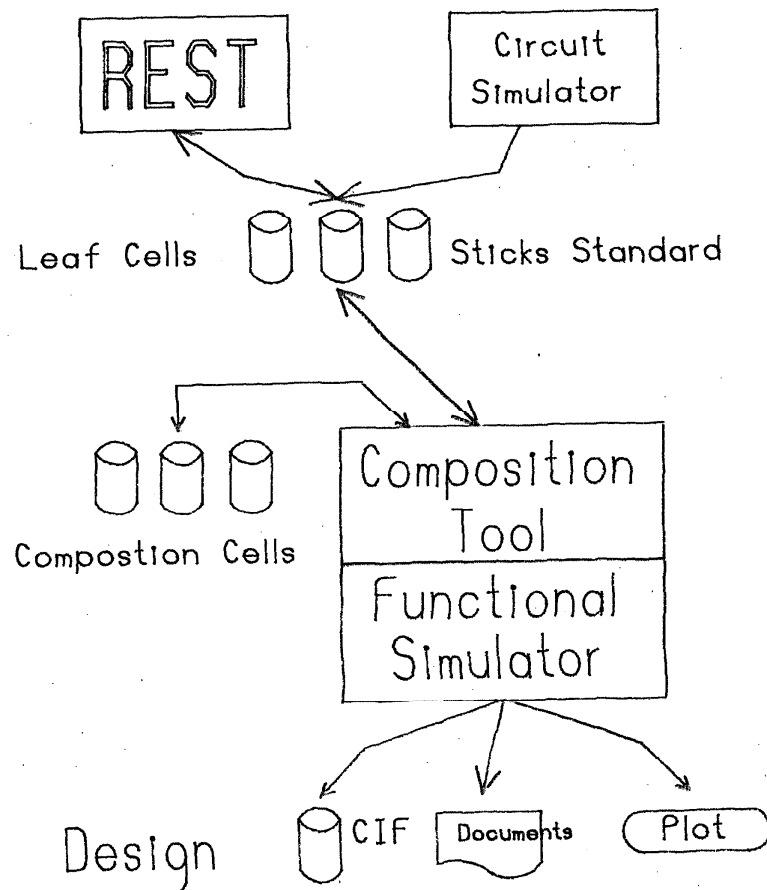 REST
Circuit
Simulator
Leaf Cells
Sticks Standard
Composition
Tool
Compostion Cells
Functional
Simulator
Design
CIF
Documents
Plot